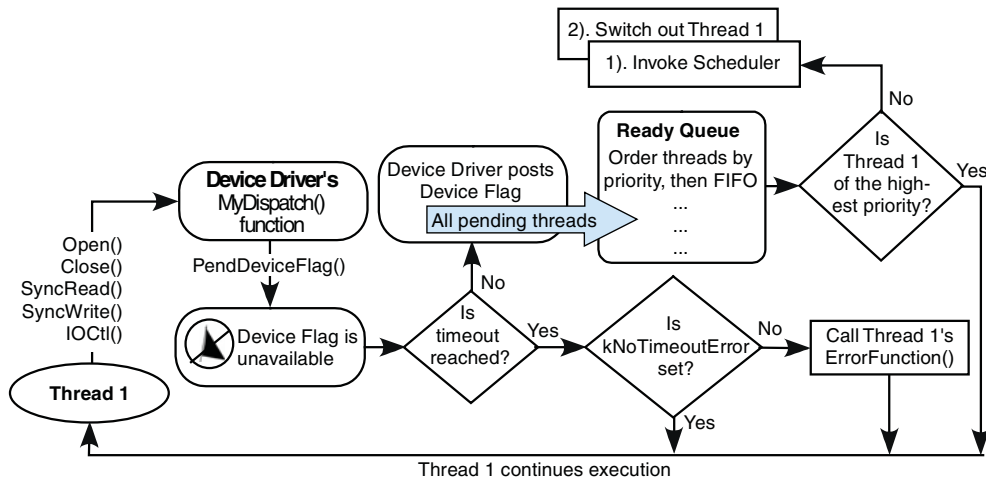 2). Switch out Thread 1
1). Invoke Scheduler
No
Is
Thread 1
of the high-
est priority?
Yes
Ready Queue
Order threads by
priority, then FIFO
...
...
...
Device Driver posts
Device Flag
All pending threads
Device Driver's
MyDispatch()
function
Open()
Close()
SyncRead()
SyncWrite()
IOCtl()
PendDeviceFlag()
Device Flag is
unavailable
No
Is
timeout
reached?
Yes
Is
kNoTimeoutError
set?
No
Yes
Call Thread 1's
ErrorFunction()
Thread 1
Thread 1 continues execution